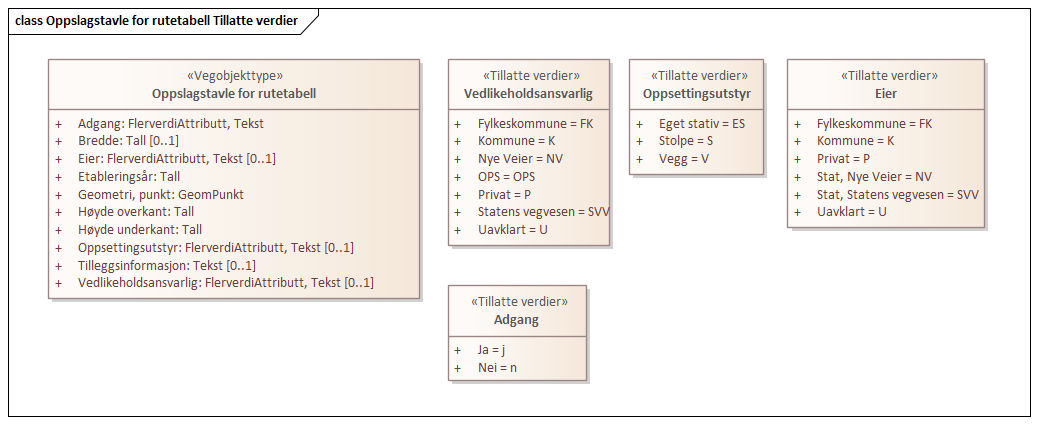 class Oppslagstavle for rutetabell Tillatte verdier
«Vegobjekttype»
Oppslagstavle for rutetabell
+ Adgang: FlerverdiAttributt, Tekst
+ Bredde: Tall [0..1]
+ Eier: FlerverdiAttributt, Tekst [0..1]
+ Etableringsår: Tall
+ Geometri, punkt: GeomPunkt
+ Høyde overkant: Tall
+ Høyde underkant: Tall
+ Oppsettingsutstyr: FlerverdiAttributt, Tekst [0..1]
+ Tilleggsinformasjon: Tekst [0..1]
+ Vedlikeholdsansvarlig: FlerverdiAttributt, Tekst [0..1]
«Tillatte verdier»
Vedlikeholdsansvarlig
+ Fylkeskommune = FK
+ Kommune = K
+ Nye Veier = NV
+ OPS = OPS
+ Privat = P
+ Statens vegvesen = SVV
+ Uavklart = U
«Tillatte verdier»
Oppsettingsutstyr
+ Eget stativ = ES
+ Stolpe = S
+ Vegg = V
«Tillatte verdier»
Eier
+ Fylkeskommune = FK
+ Kommune = K
+ Privat = P
+ Stat, Nye Veier = NV
+ Stat, Statens vegvesen = SVV
+ Uavklart = U
«Tillatte verdier»
Adgang
+ Ja = j
+ Nei = n